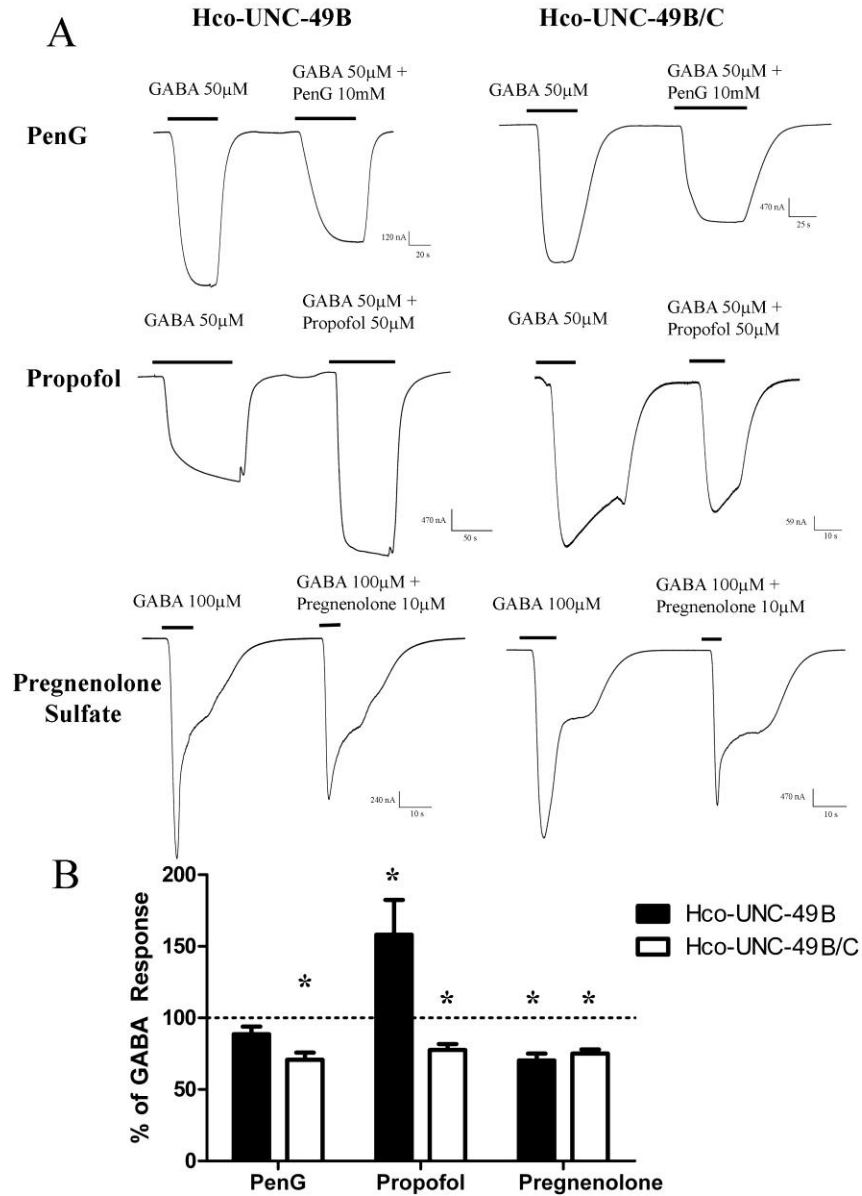 A
Hco-UNC-49B
Hco-UNC-49B/C
PenG
GABA 50µM
GABA 50µM +
PenG 10mM
120 nA
20 s
GABA 50µM
GABA 50µM +
PenG 10mM
470 nA
25 s
Propofol
GABA 50µM
GABA 50µM +
Propofol 50µM
470 nA
50 s
GABA 50µM
GABA 50µM +
Propofol 50µM
59 nA
10 s
Pregnenolone
Sulfate
GABA 100µM
GABA 100µM +
Pregnenolone 10µM
240 nA
10 s
GABA 100µM
GABA 100µM +
Pregnenolone 10µM
470 nA
10 s
B
% of GABA Response
200
150
100
50
0
*
*
*
*
*
PenG
Propofol
Pregnenolone
Hco-UNC-49B
Hco-UNC-49B/C